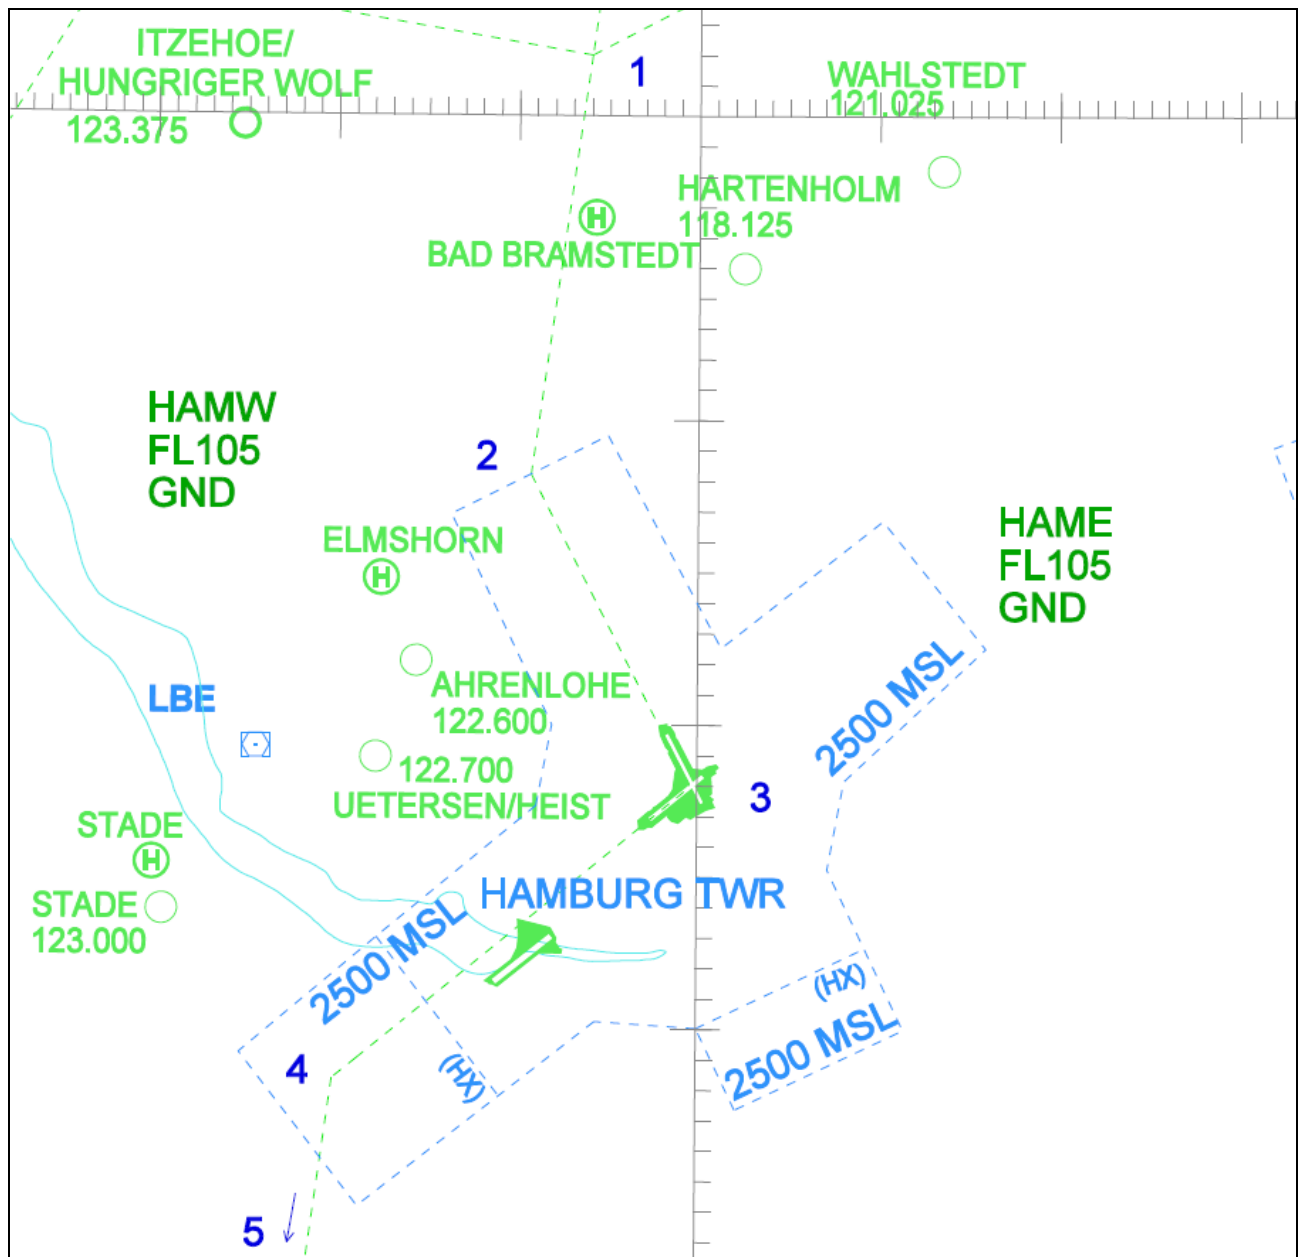 ITZEHOE/
HUNGRIGER WOLF
123.375
1
WAHLSTEDT
121.025
HARTENHOLM
118.125
H
BAD BRAMSTEDT
HAMW
FL105
GND
2
HAME
FL105
GND
ELMSHORN
H
AHRENLOHE
122.600
LBE
122.700
UETERSEN/HEIST
2500 MSL
3
STADE
H
STADE
123.000
HAMBURG TWR
2500 MSL
(HX)
2500 MSL
4
(HX)
5